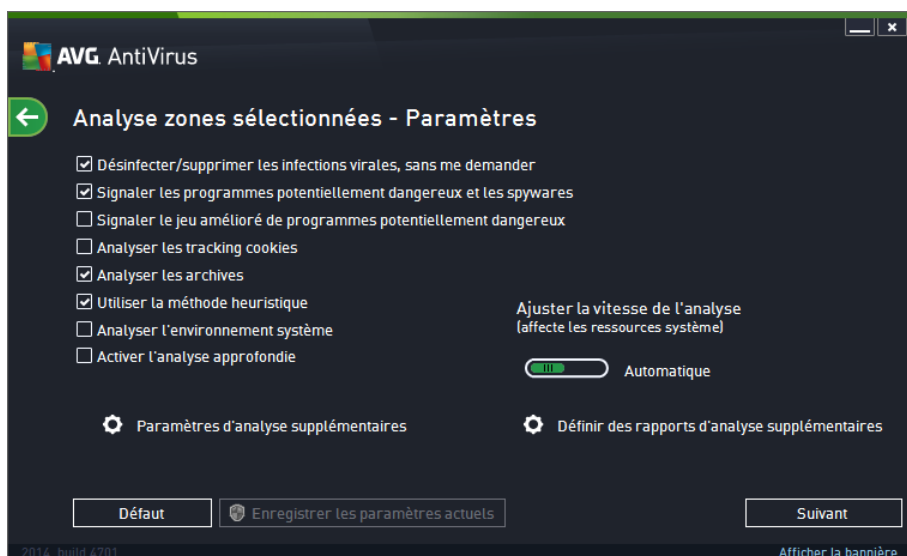 AVG AntiVirus
Analyse zones sélectionnées - Paramètres
Désinfecter/supprimer les infections virales, sans me demander
Signaler les programmes potentiellement dangereux et les spywares
Signaler le jeu amélioré de programmes potentiellement dangereux
Analyser les tracking cookies
Analyser les archives
Utiliser la méthode heuristique
Analyser l'environnement système
Activer l'analyse approfondie
Ajuster la vitesse de l'analyse
(affecte les ressources système)
Automatique
Paramètres d'analyse supplémentaires
Définir des rapports d'analyse supplémentaires
Défaut
Enregistrer les paramètres actuels
Suivant
2014 build 4701
Afficher la bannière